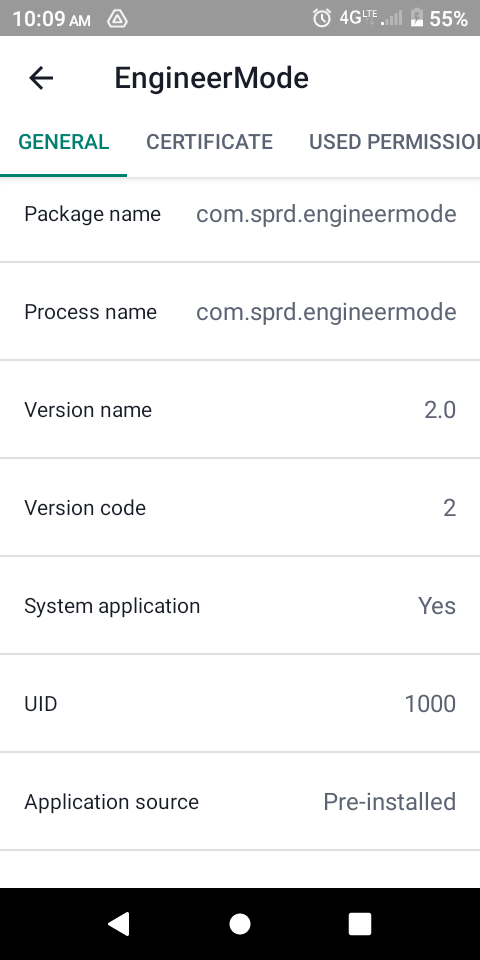 10:09 AM 4G LTE 55%
EngineerMode
GENERAL CERTIFICATE USED PERMISSIO
Package name com.sprd.engineermode
Process name com.sprd.engineermode
Version name 2.0
Version code 2
System application Yes
UID 1000
Application source Pre-installed